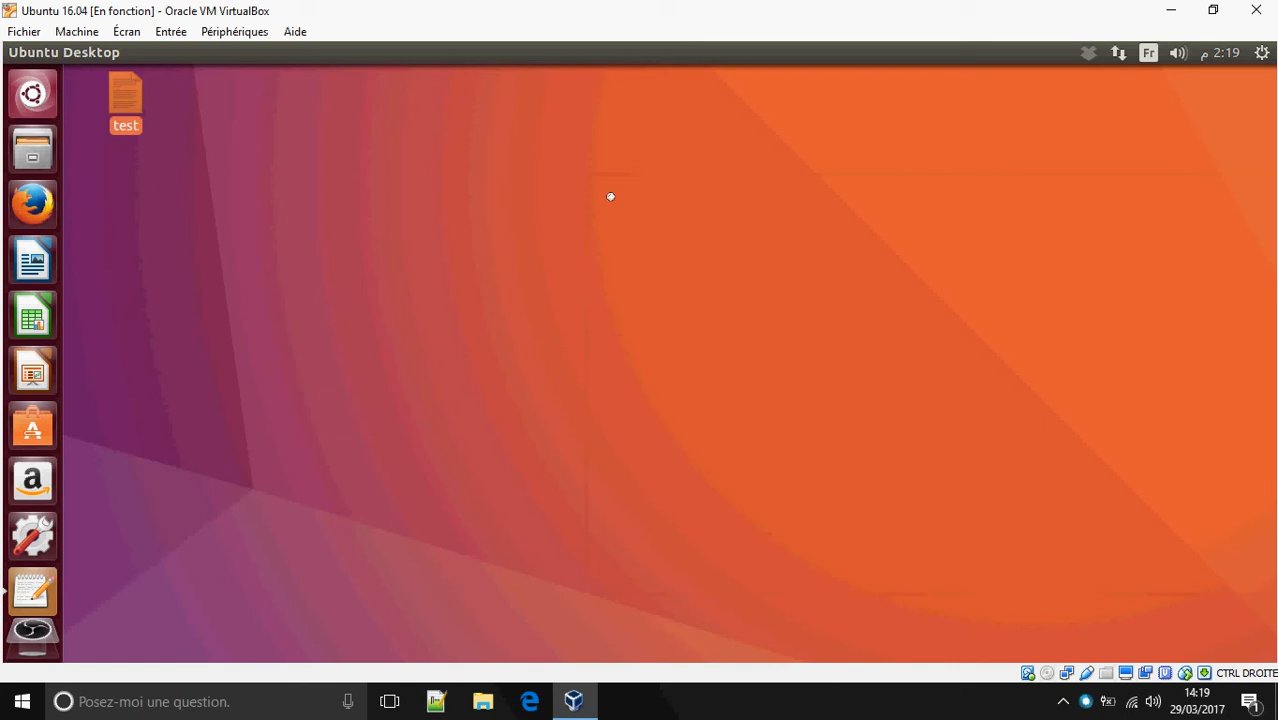 Ubuntu 16.04 [En fonction] - Oracle VM VirtualBox
Fichier Machine Écran Entrée Périphériques Aide
Ubuntu Desktop Fr م 2:19
test
CTRL DROITE
Posez-moi une question. 14:19
29/03/2017 1